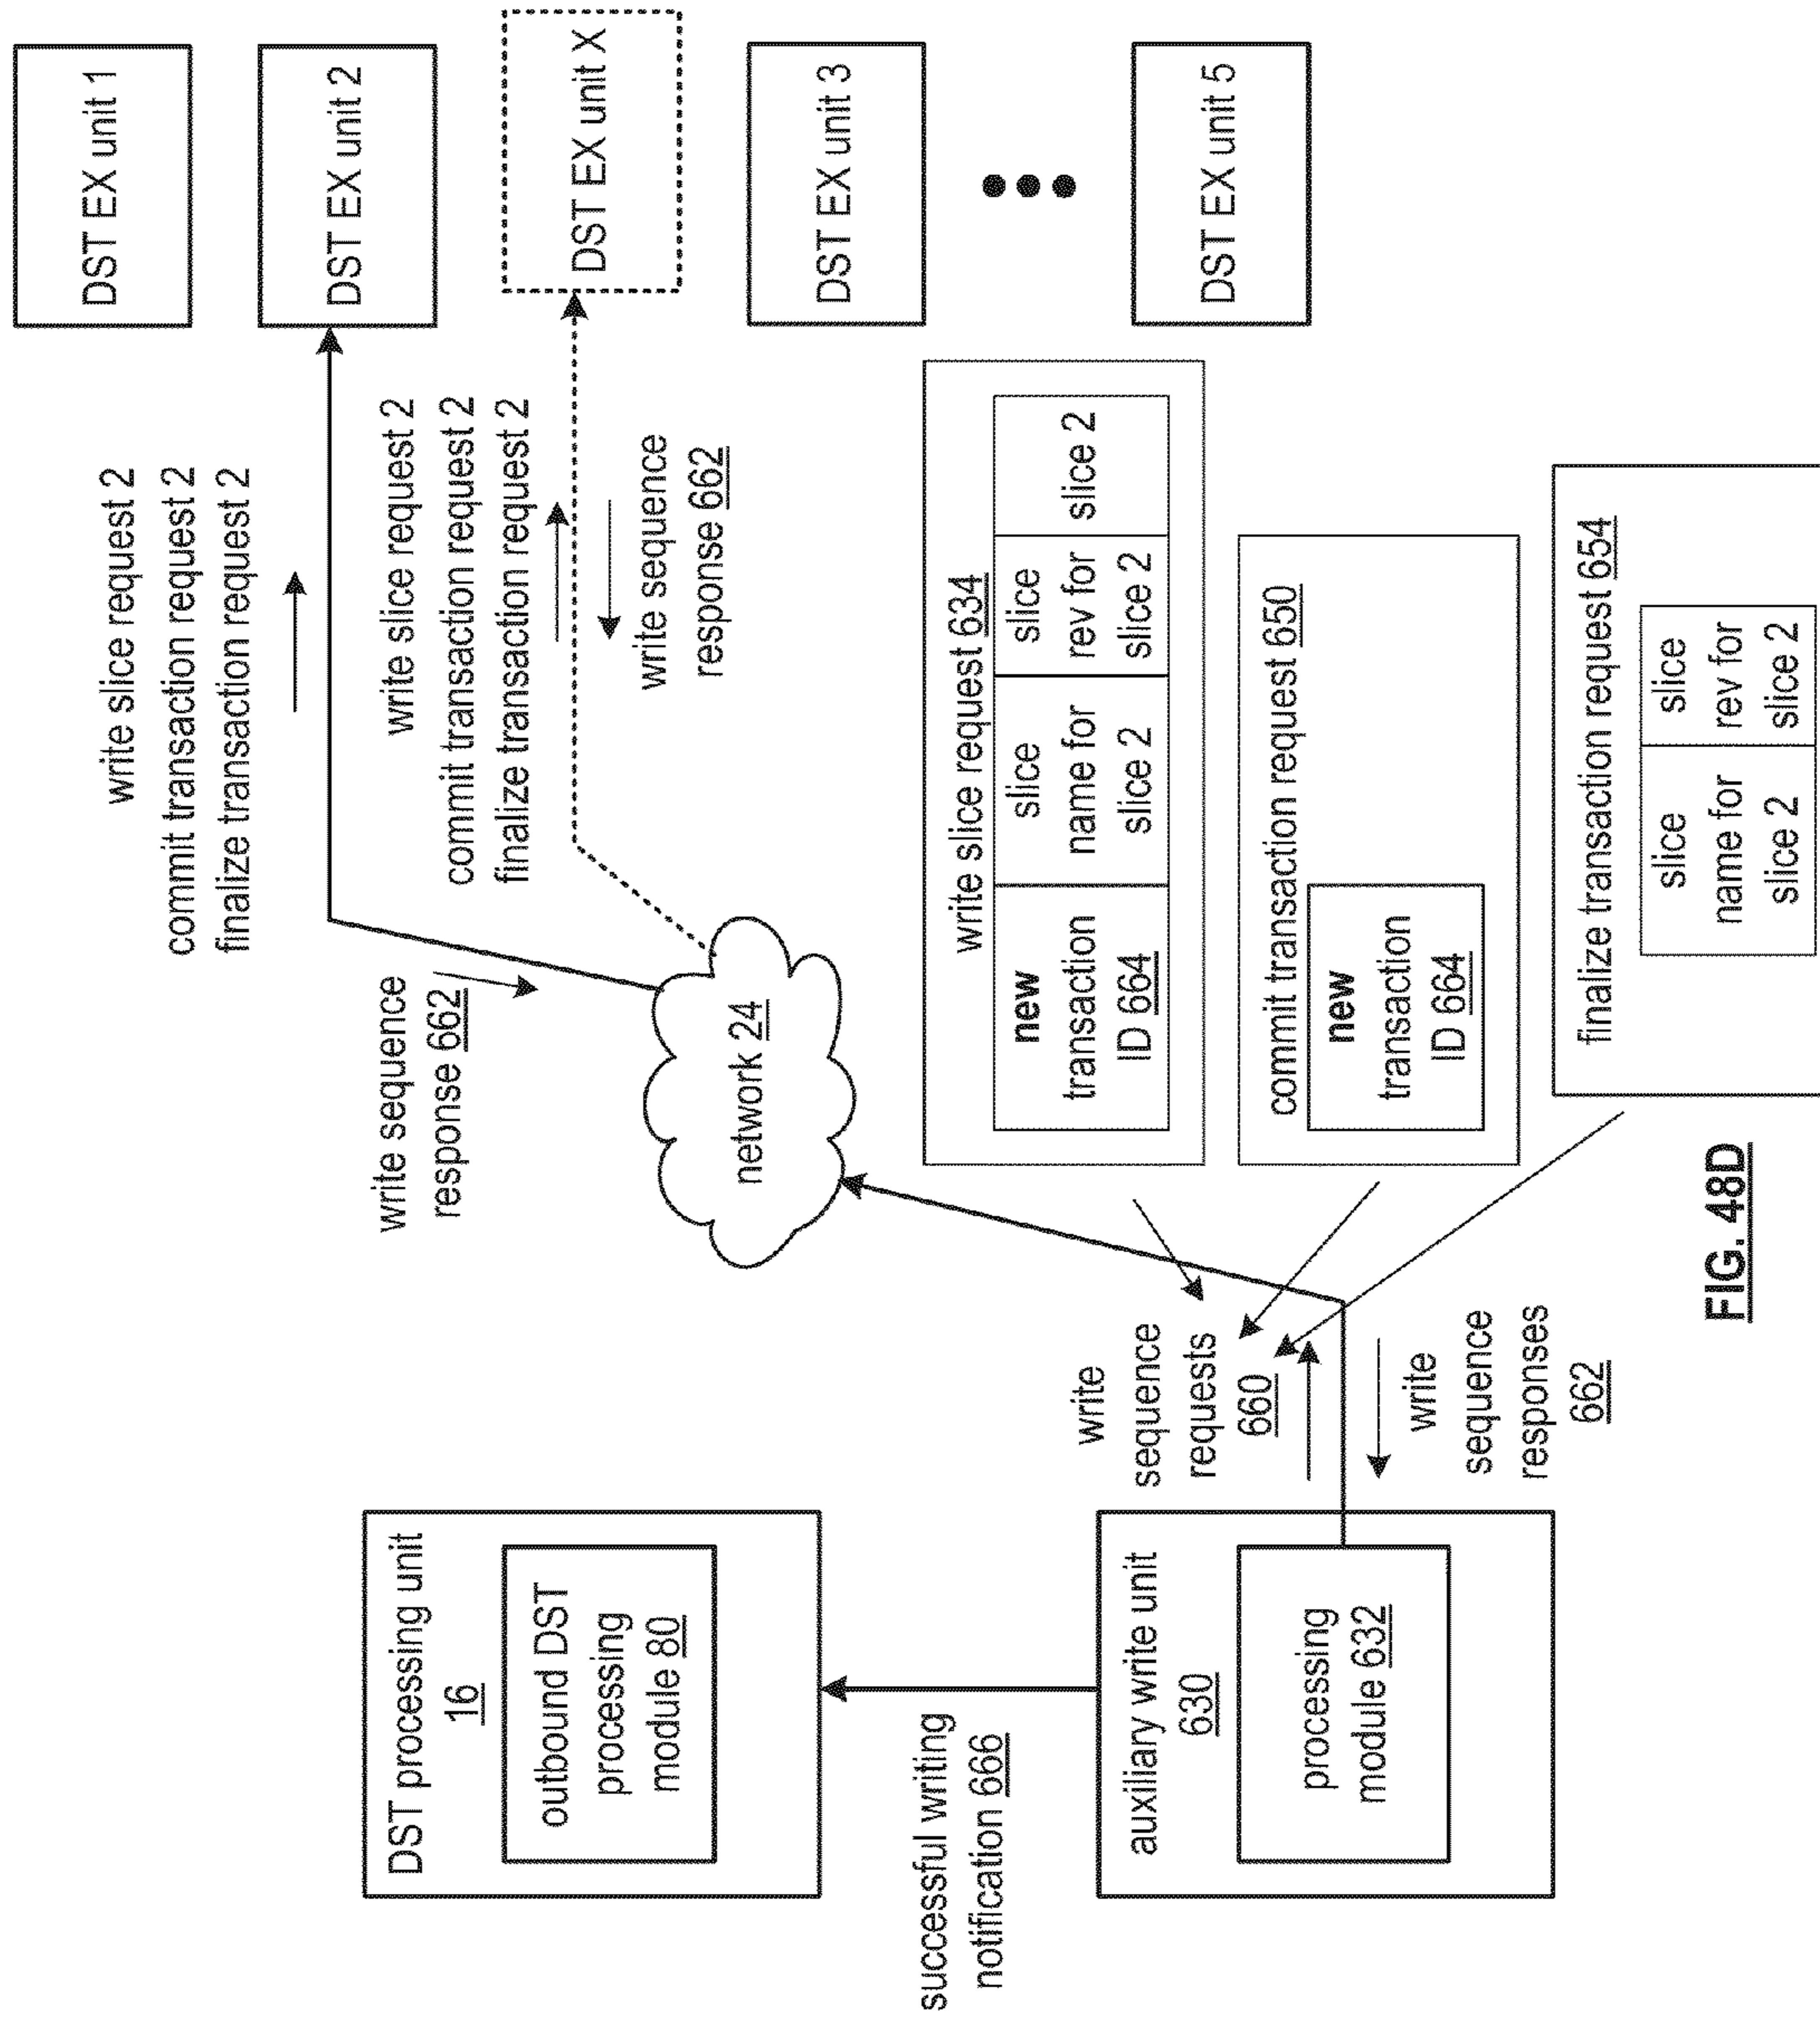 DST processing unit
16
outbound DST
processing
module 80
successful writing
notification 666
auxiliary write unit
630
processing
module 632
write
sequence
requests
660
write
sequence
responses
662
write sequence
response 662
network 24
write slice request 2
commit transaction request 2
finalize transaction request 2
write slice request 2
commit transaction request 2
finalize transaction request 2
write sequence
response 662
DST EX unit 1
DST EX unit 2
DST EX unit X
DST EX unit 3
DST EX unit 5
write slice request 634
new
transaction
ID 664
slice
name for
slice 2
slice
rev for
slice 2
slice 2
commit transaction request 650
new
transaction
ID 664
finalize transaction request 654
slice
name for
slice 2
slice
rev for
slice 2
FIG. 48D